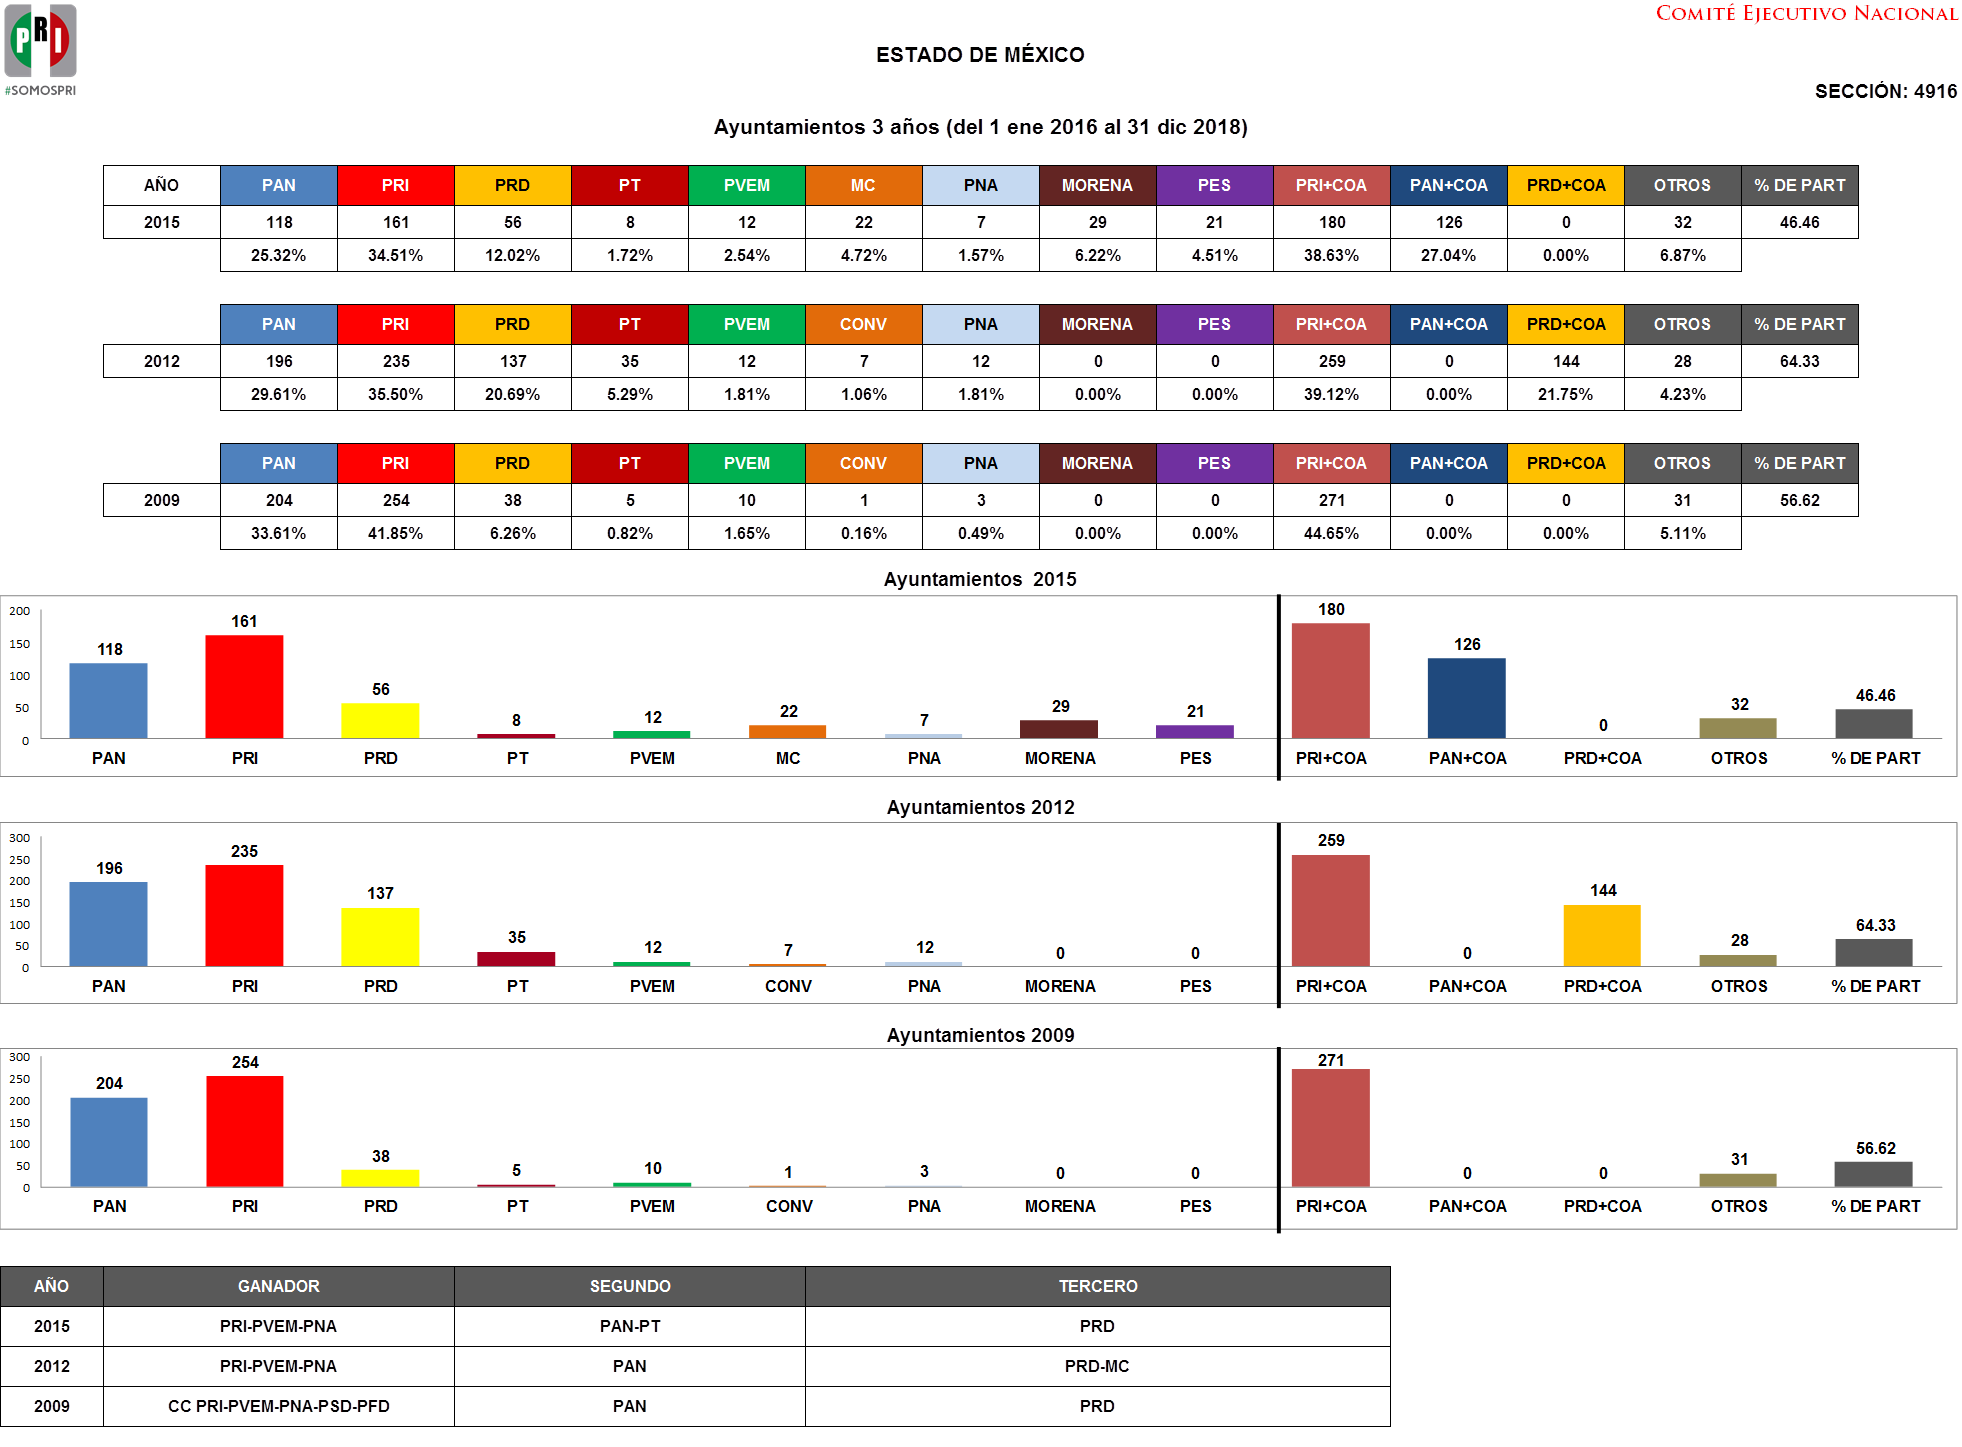 PRI
#SOMOSPRI
COMITÉ EJECUTIVO NACIONAL
ESTADO DE MÉXICO
SECCIÓN: 4916
Ayuntamientos 3 años (del 1 ene 2016 al 31 dic 2018)
AÑO PAN PRI PRD PT PVEM MC PNA MORENA PES PRI+COA PAN+COA PRD+COA OTROS % DE PART
2015 118 161 56 8 12 22 7 29 21 180 126 0 32 46.46
25.32% 34.51% 12.02% 1.72% 2.54% 4.72% 1.57% 6.22% 4.51% 38.63% 27.04% 0.00% 6.87%
PAN PRI PRD PT PVEM CONV PNA MORENA PES PRI+COA PAN+COA PRD+COA OTROS % DE PART
2012 196 235 137 35 12 7 12 0 0 259 0 144 28 64.33
29.61% 35.50% 20.69% 5.29% 1.81% 1.06% 1.81% 0.00% 0.00% 39.12% 0.00% 21.75% 4.23%
PAN PRI PRD PT PVEM CONV PNA MORENA PES PRI+COA PAN+COA PRD+COA OTROS % DE PART
2009 204 254 38 5 10 1 3 0 0 271 0 0 31 56.62
33.61% 41.85% 6.26% 0.82% 1.65% 0.16% 0.49% 0.00% 0.00% 44.65% 0.00% 0.00% 5.11%
Ayuntamientos 2015
200
150
100
50
0
118 161 56 8 12 22 7 29 21 180 126 0 32 46.46
PAN PRI PRD PT PVEM MC PNA MORENA PES PRI+COA PAN+COA PRD+COA OTROS % DE PART
Ayuntamientos 2012
300
250
200
150
100
50
0
196 235 137 35 12 7 12 0 0 259 0 144 28 64.33
PAN PRI PRD PT PVEM CONV PNA MORENA PES PRI+COA PAN+COA PRD+COA OTROS % DE PART
Ayuntamientos 2009
300
250
200
150
100
50
0
204 254 38 5 10 1 3 0 0 271 0 0 31 56.62
PAN PRI PRD PT PVEM CONV PNA MORENA PES PRI+COA PAN+COA PRD+COA OTROS % DE PART
AÑO GANADOR SEGUNDO TERCERO
2015 PRI-PVEM-PNA PAN-PT PRD
2012 PRI-PVEM-PNA PAN PRD-MC
2009 CC PRI-PVEM-PNA-PSD-PFD PAN PRD